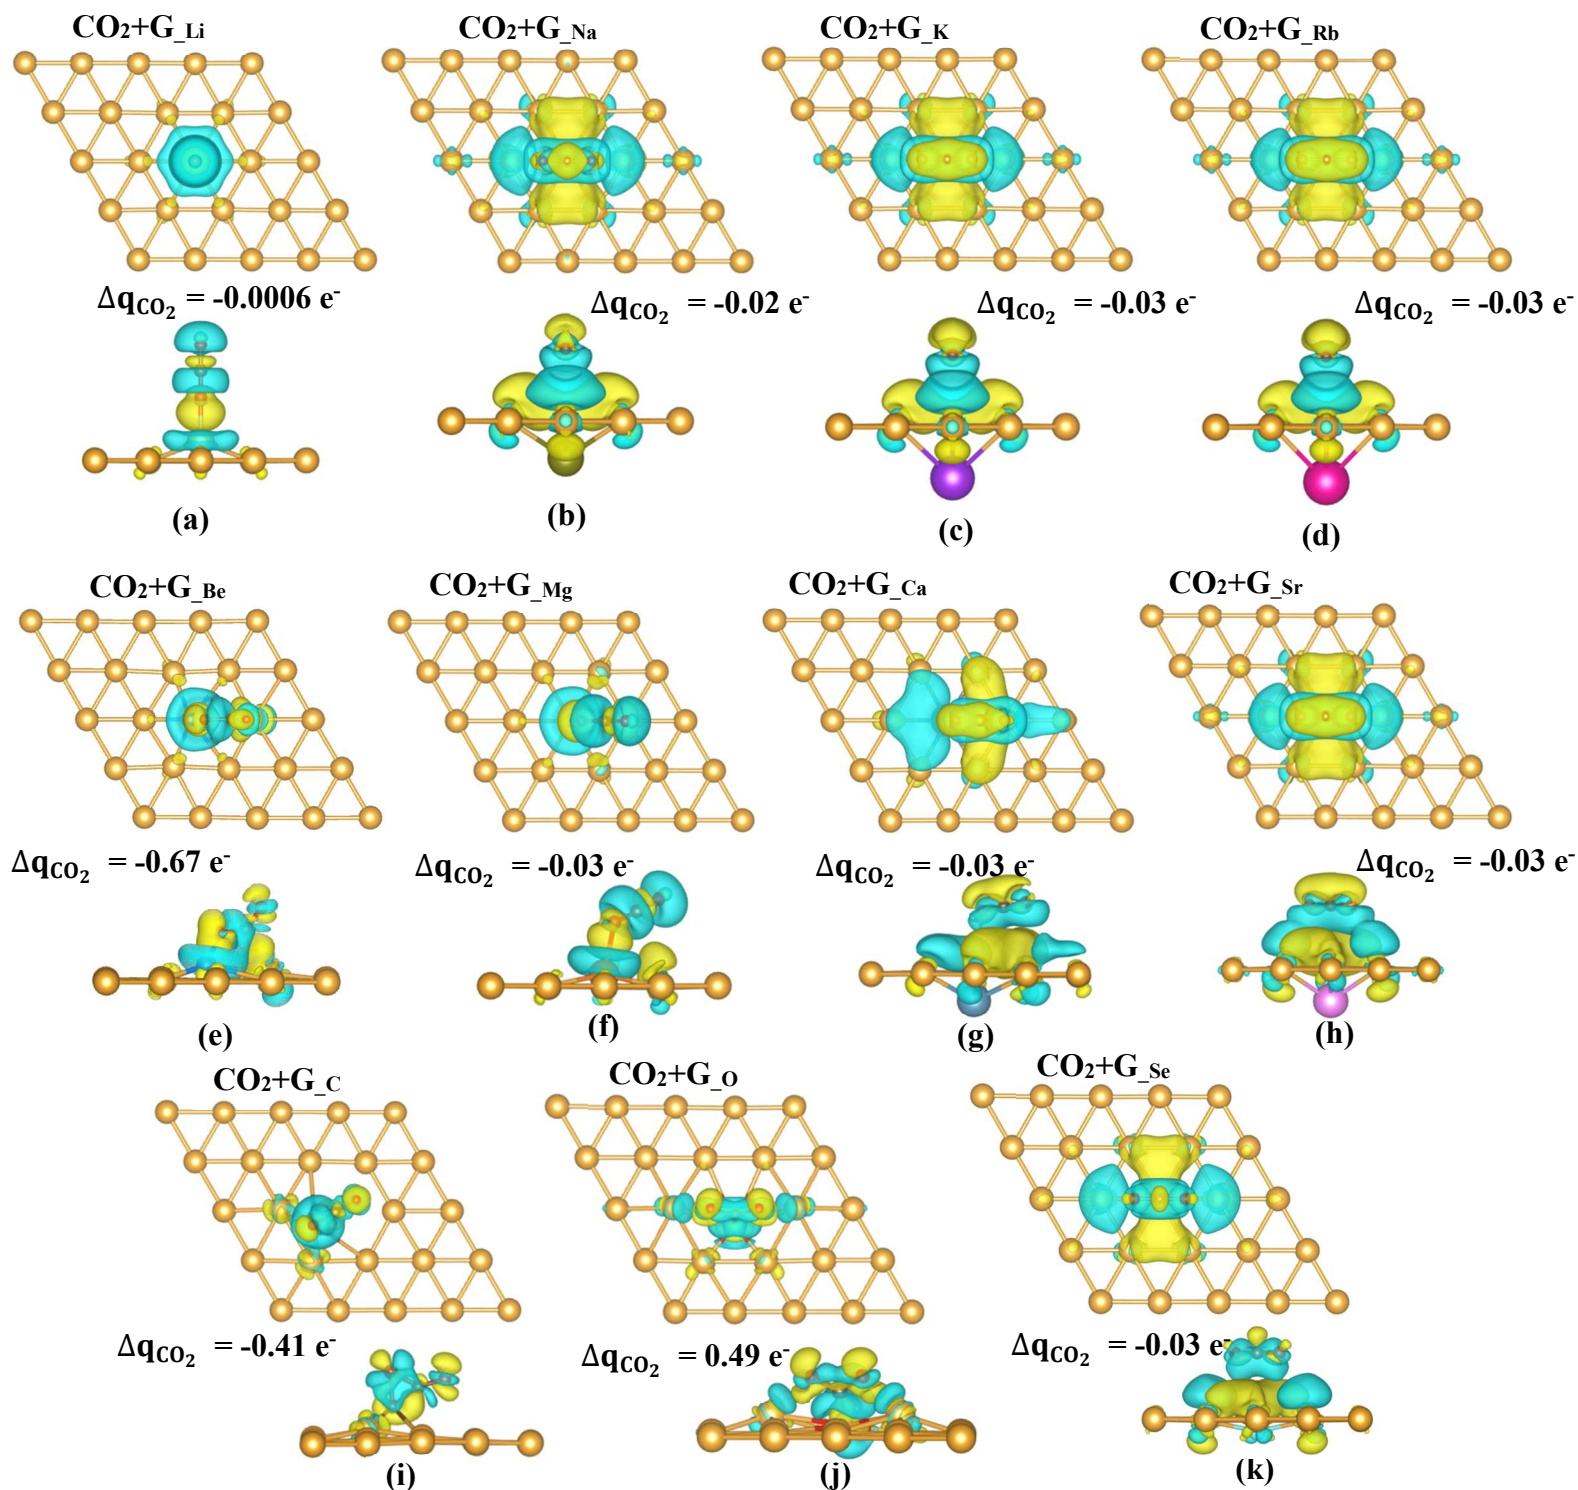 CO₂+G_Li
CO₂+G_Na
CO₂+G_K
CO₂+G_Rb
Δq_CO₂ = -0.0006 e⁻
Δq_CO₂ = -0.02 e⁻
Δq_CO₂ = -0.03 e⁻
Δq_CO₂ = -0.03 e⁻
(a)
(b)
(c)
(d)
CO₂+G_Be
CO₂+G_Mg
CO₂+G_Ca
CO₂+G_Sr
Δq_CO₂ = -0.67 e⁻
Δq_CO₂ = -0.03 e⁻
Δq_CO₂ = -0.03 e⁻
Δq_CO₂ = -0.03 e⁻
(e)
(f)
(g)
(h)
CO₂+G_C
CO₂+G_O
CO₂+G_Se
Δq_CO₂ = -0.41 e⁻
Δq_CO₂ = 0.49 e⁻
Δq_CO₂ = -0.03 e⁻
(i)
(j)
(k)